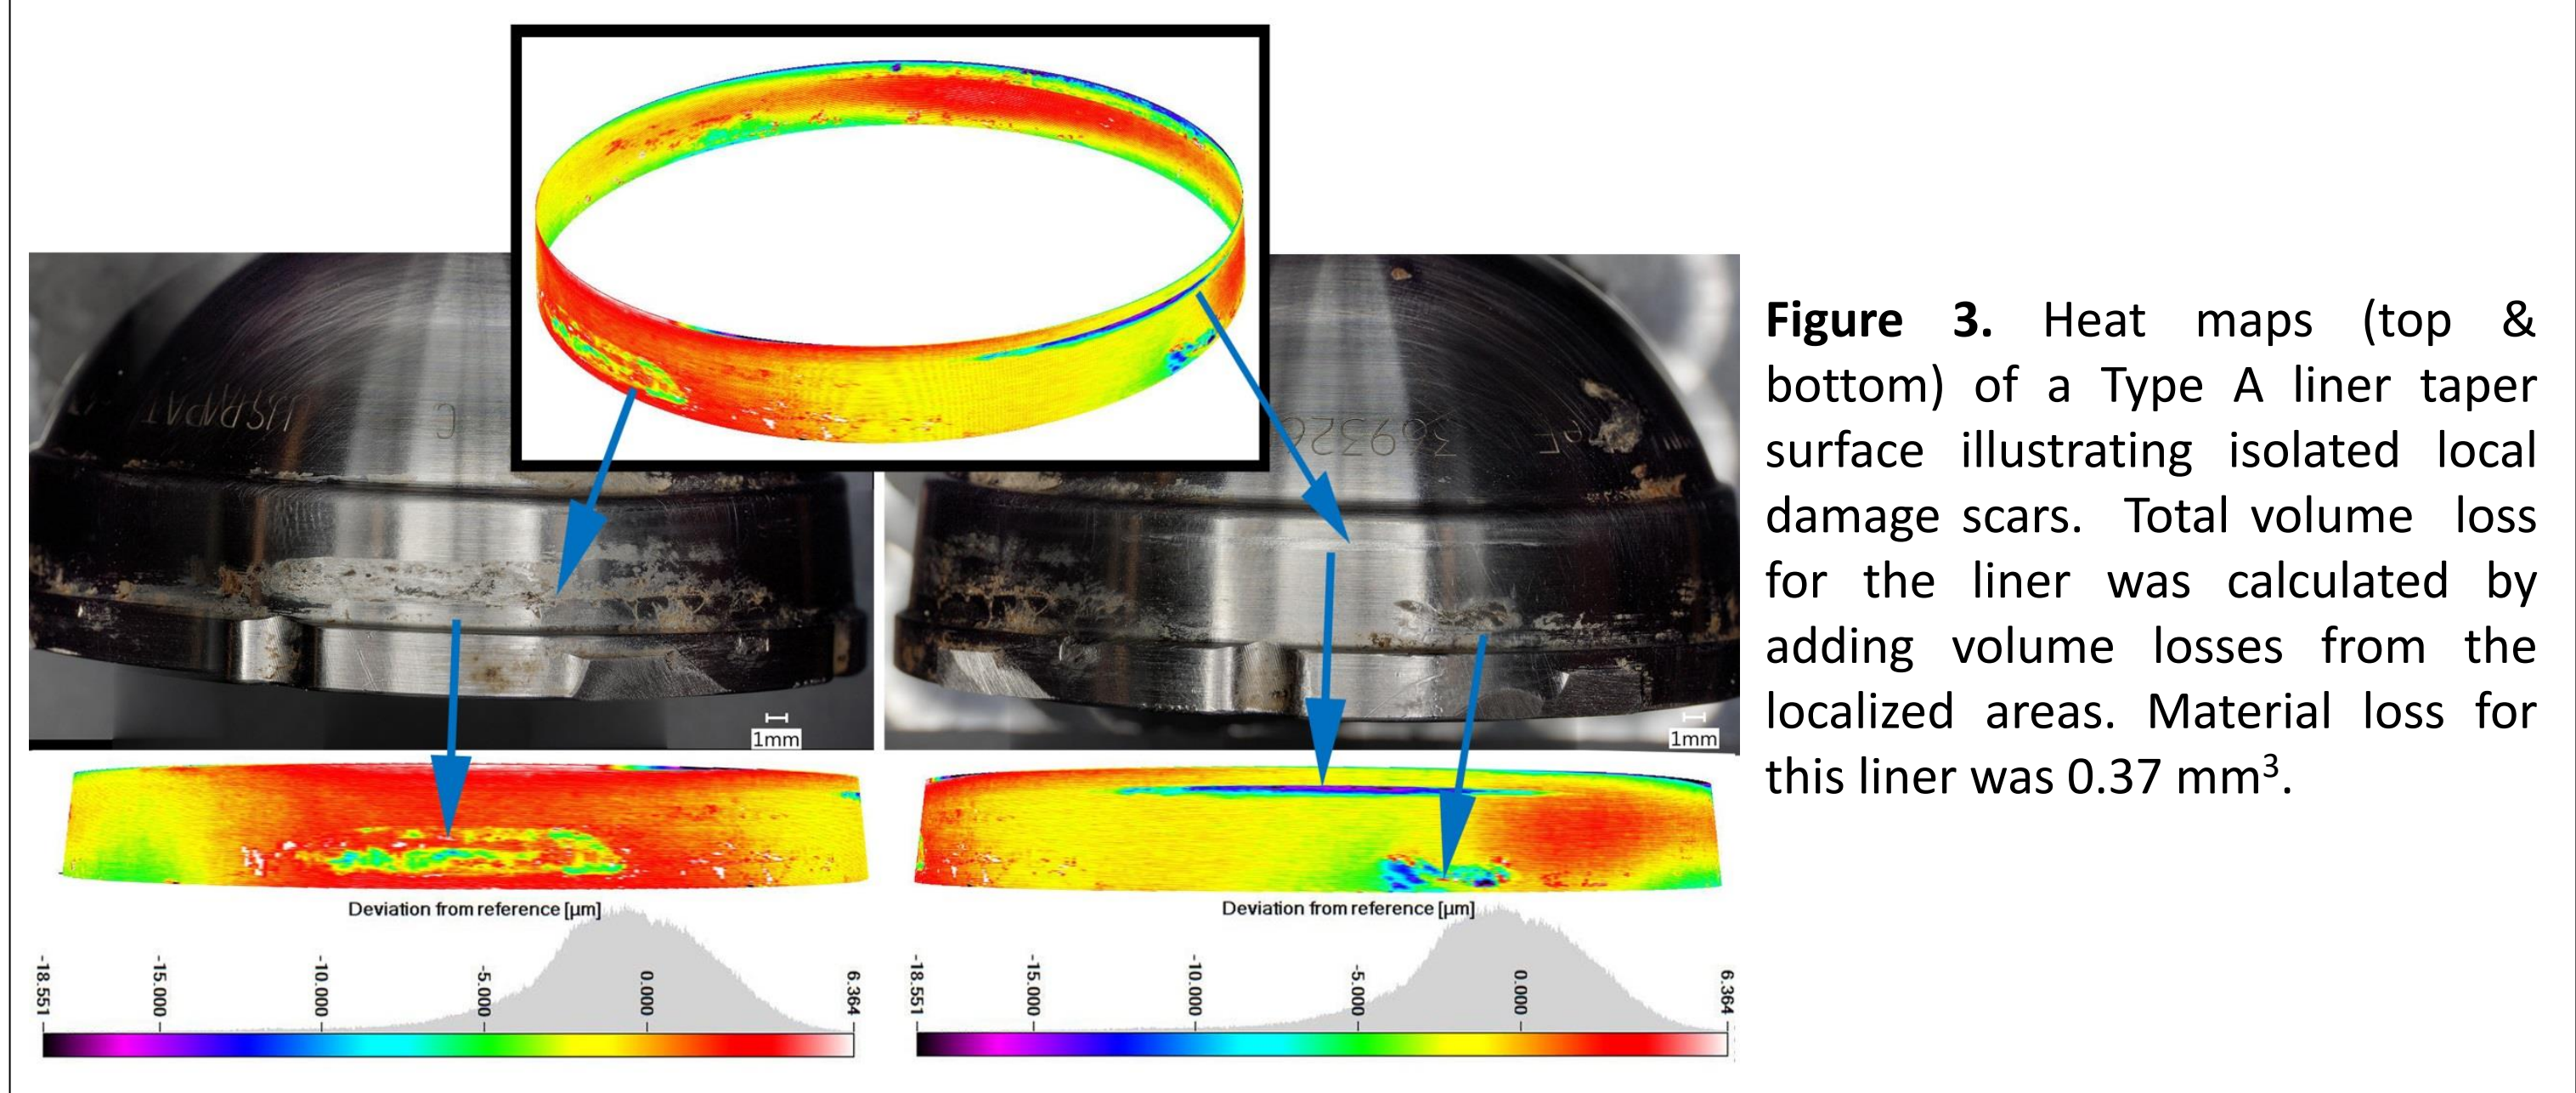 369326
1mm
1mm
Deviation from reference [µm]
-18.551
-15.000
-10.000
-5.000
0.000
6.364
Deviation from reference [µm]
-18.551
-15.000
-10.000
-5.000
0.000
6.364
Figure 3. Heat maps (top &
bottom) of a Type A liner taper
surface illustrating isolated local
damage scars. Total volume loss
for the liner was calculated by
adding volume losses from the
localized areas. Material loss for
this liner was 0.37 mm³.